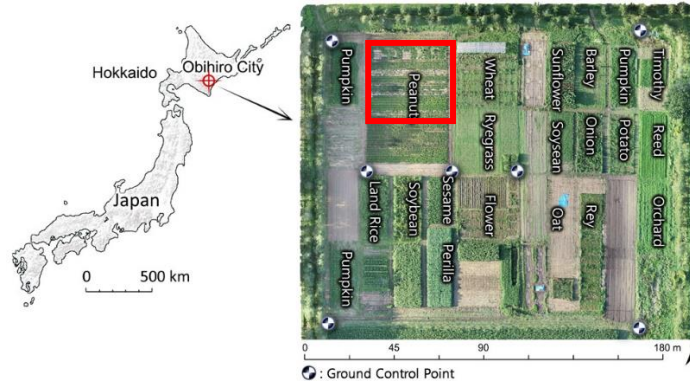 Hokkaido
Obihiro City
Japan
0 500 km
Pumpkin
Peanut
Wheat
Sunflower
Barley
Pumpkin
Timothy
Ryegrass
Soysean
Onion
Potato
Reed
Land Rice
Soybean
Sesame
Flower
Oat
Rey
Orchard
Pumpkin
Perilla
0 45 90 180 m
: Ground Control Point